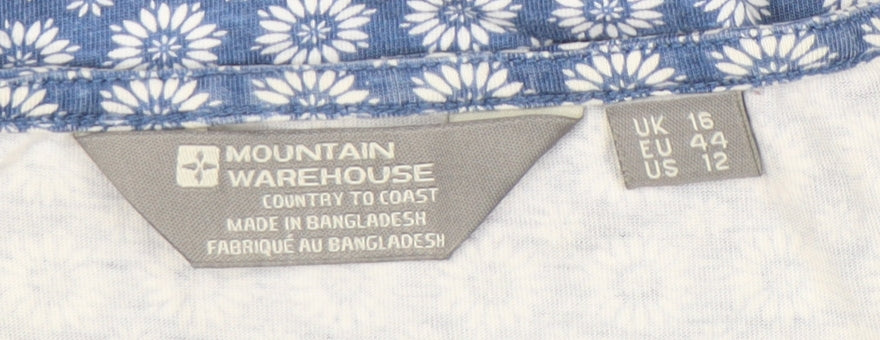 MOUNTAIN
WAREHOUSE
COUNTRY TO COAST
MADE IN BANGLADESH
FABRIQUÉ AU BANGLADESH
UK 16
EU 44
US 12